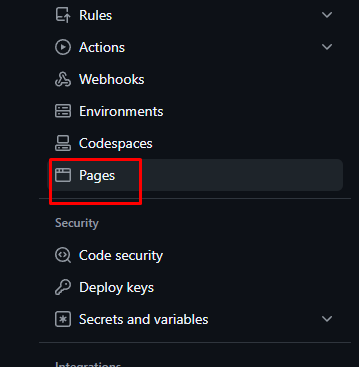 Rules
Actions
Webhooks
Environments
Codespaces
Pages
Security
Code security
Deploy keys
Secrets and variables
Integrations